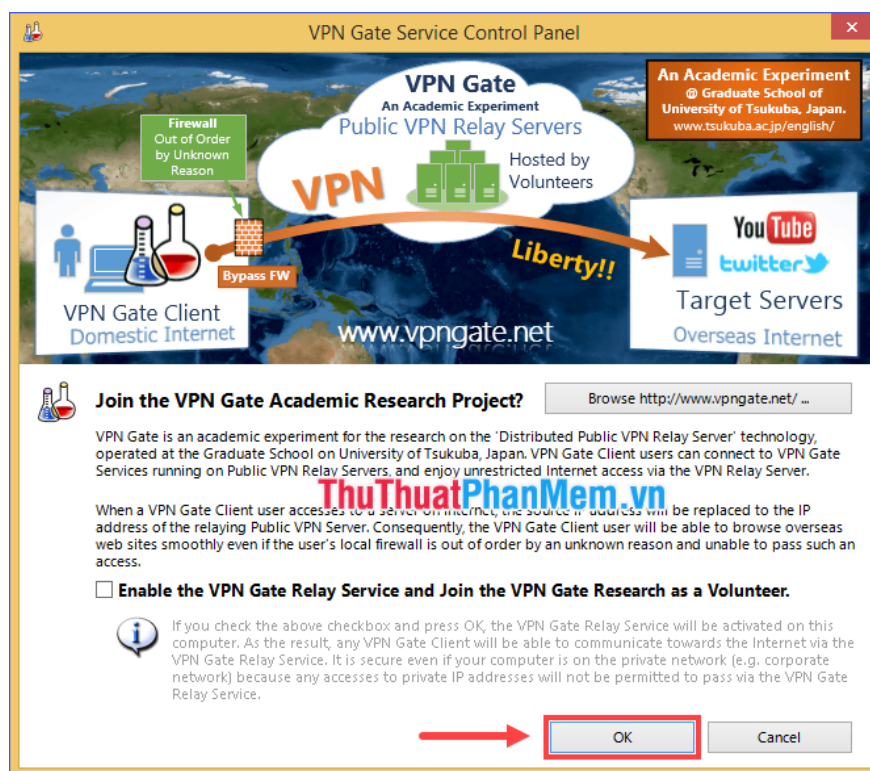 VPN Gate Service Control Panel
VPN Gate
An Academic Experiment
Public VPN Relay Servers
Hosted by
Volunteers
An Academic Experiment
@ Graduate School of
University of Tsukuba, Japan.
www.tsukuba.ac.jp/english/
Firewall
Out of Order
by Unknown
Reason
VPN
Bypass FW
Liberty!!
You Tube
twitter
VPN Gate Client
Domestic Internet
www.vpngate.net
Target Servers
Overseas Internet
Join the VPN Gate Academic Research Project?
Browse http://www.vpngate.net/ ...
VPN Gate is an academic experiment for the research on the 'Distributed Public VPN Relay Server' technology,
operated at the Graduate School on University of Tsukuba, Japan. VPN Gate Client users can connect to VPN Gate
Services running on Public VPN Relay Servers, and enjoy unrestricted Internet access via the VPN Relay Server.
ThuThuatPhanMem.vn
When a VPN Gate Client user accesses to a server on Internet, the source IP address will be replaced to the IP
address of the relaying Public VPN Server. Consequently, the VPN Gate Client user will be able to browse overseas
web sites smoothly even if the user's local firewall is out of order by an unknown reason and unable to pass such an
access.
Enable the VPN Gate Relay Service and Join the VPN Gate Research as a Volunteer.
If you check the above checkbox and press OK, the VPN Gate Relay Service will be activated on this
computer. As the result, any VPN Gate Client will be able to communicate towards the Internet via the
VPN Gate Relay Service. It is secure even if your computer is on the private network (e.g. corporate
network) because any accesses to private IP addresses will not be permitted to pass via the VPN Gate
Relay Service.
OK
Cancel